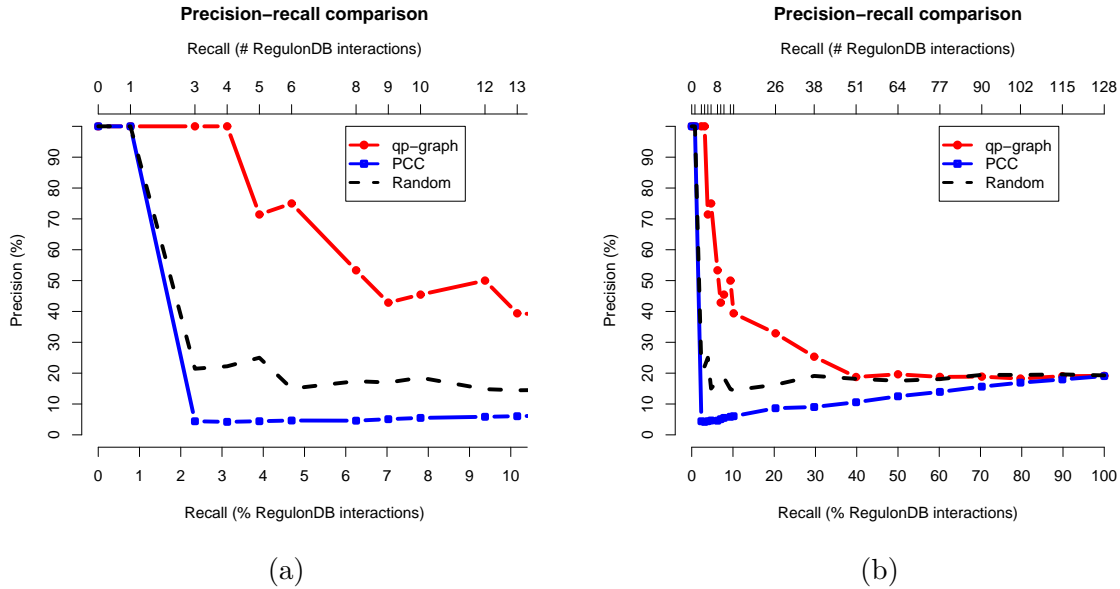 Precision−recall comparison
Recall (# RegulonDB interactions)
0 1 3 4 5 6 8 9 10 12 13
Precision (%)
90
80
70
60
50
40
30
20
10
0
qp−graph
PCC
Random
0 1 2 3 4 5 6 7 8 9 10
Recall (% RegulonDB interactions)
(a)
Precision−recall comparison
Recall (# RegulonDB interactions)
0 8 26 38 51 64 77 90 102 115 128
Precision (%)
90
80
70
60
50
40
30
20
10
0
qp−graph
PCC
Random
0 10 20 30 40 50 60 70 80 90 100
Recall (% RegulonDB interactions)
(b)